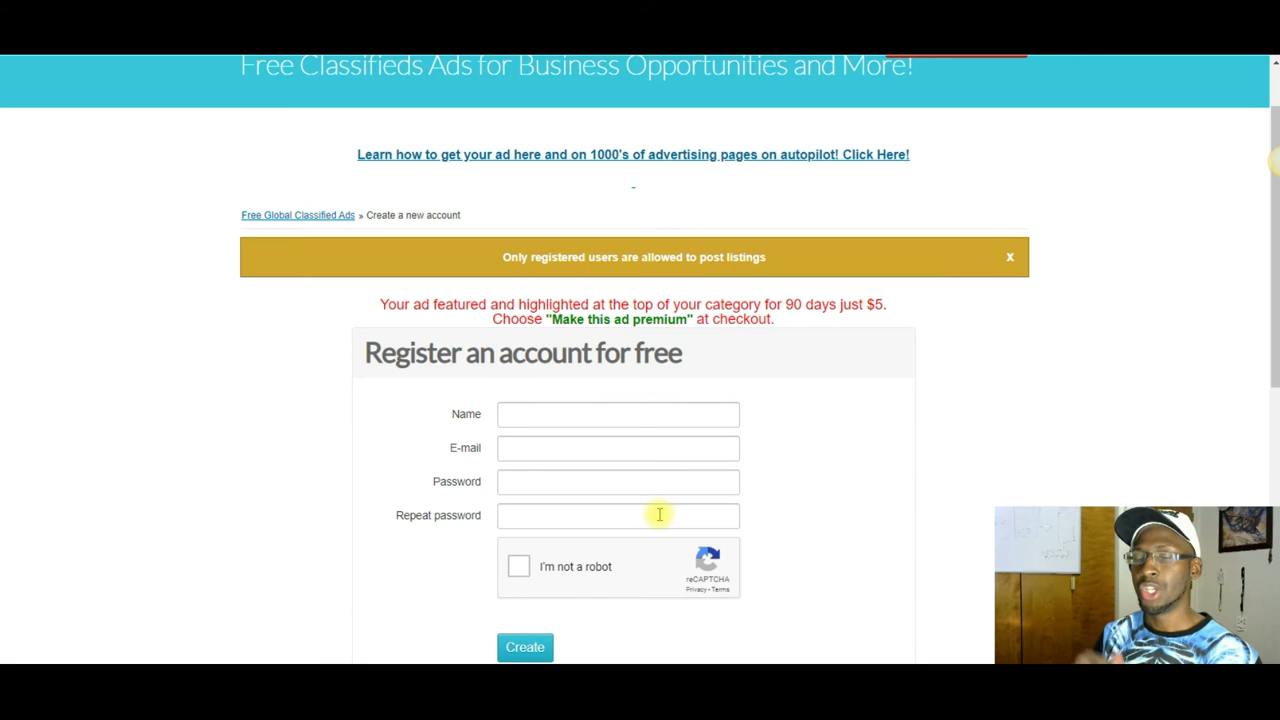 Free Classifieds Ads for Business Opportunities and More!
Learn how to get your ad here and on 1000's of advertising pages on autopilot! Click Here!
Free Global Classified Ads » Create a new account
Only registered users are allowed to post listings X
Your ad featured and highlighted at the top of your category for 90 days just $5.
Choose "Make this ad premium" at checkout.
Register an account for free
Name
E-mail
Password
Repeat password
I'm not a robot
reCAPTCHA
Privacy - Terms
Create